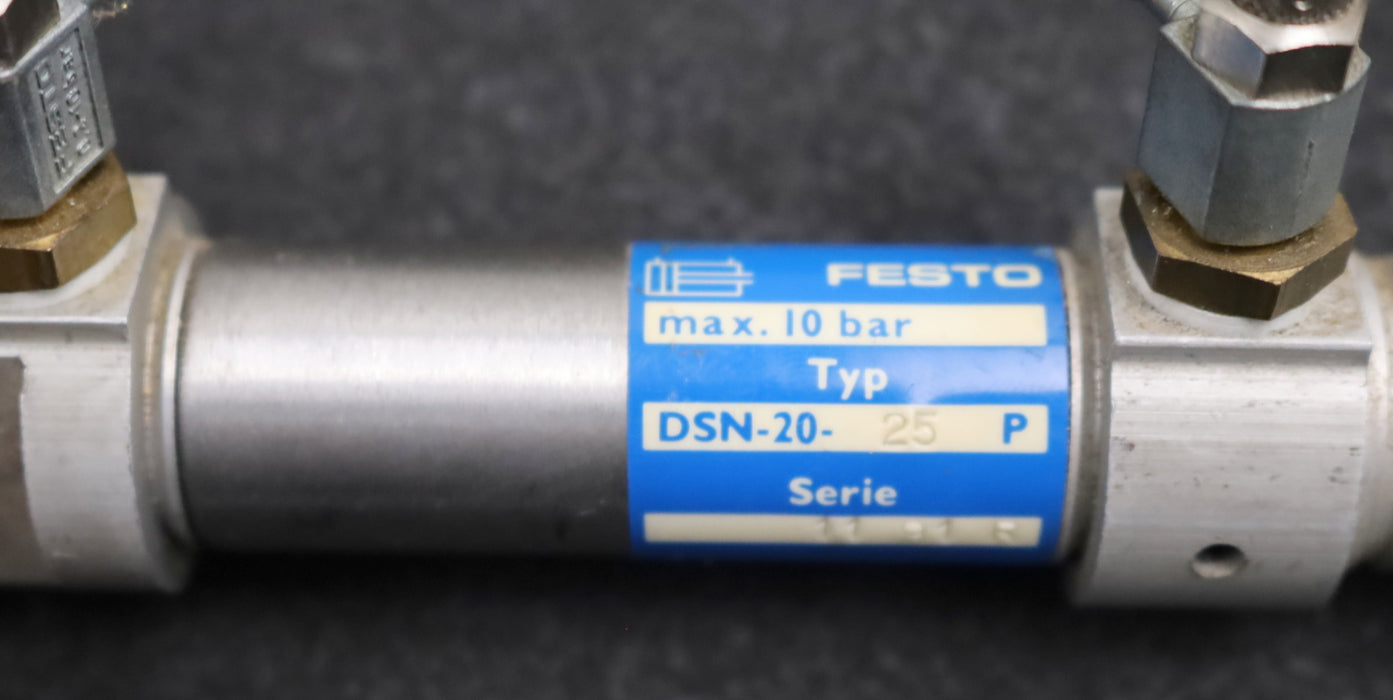 FESTO
max. 10 bar
Typ
DSN-20- 25 P
Serie